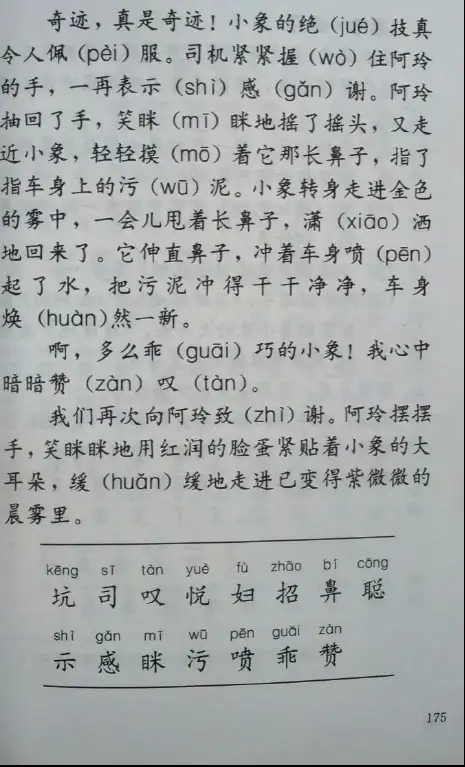 奇迹，真是奇迹！小象的绝（jué）技真
令人佩（pèi）服。司机紧紧握（wò）住阿玲
的手，一再表示（shì）感（gǎn）谢。阿玲
抽回了手，笑眯（mī）眯地摇了摇头，又走
近小象，轻轻摸（mō）着它那长鼻子，指了
指车身上的污（wū）泥。小象转身走进金色
的雾中，一会儿甩着长鼻子，潇（xiāo）洒
地回来了。它伸直鼻子，冲着车身喷（pēn）
起了水，把污泥冲得干干净净，车身
焕（huàn）然一新。
啊，多么乖（guāi）巧的小象！我心中
暗暗赞（zàn）叹（tàn）。
我们再次向阿玲致（zhì）谢。阿玲摆摆
手，笑眯眯地用红润的脸蛋紧贴着小象的大
耳朵，缓（huǎn）缓地走进已变得紫微微的
晨雾里。
kēng sī tàn yuè fù zhāo bí cōng
坑 司 叹 悦 妇 招 鼻 聪
shì gǎn mī wū pēn guāi zàn
示 感 眯 污 喷 乖 赞
175